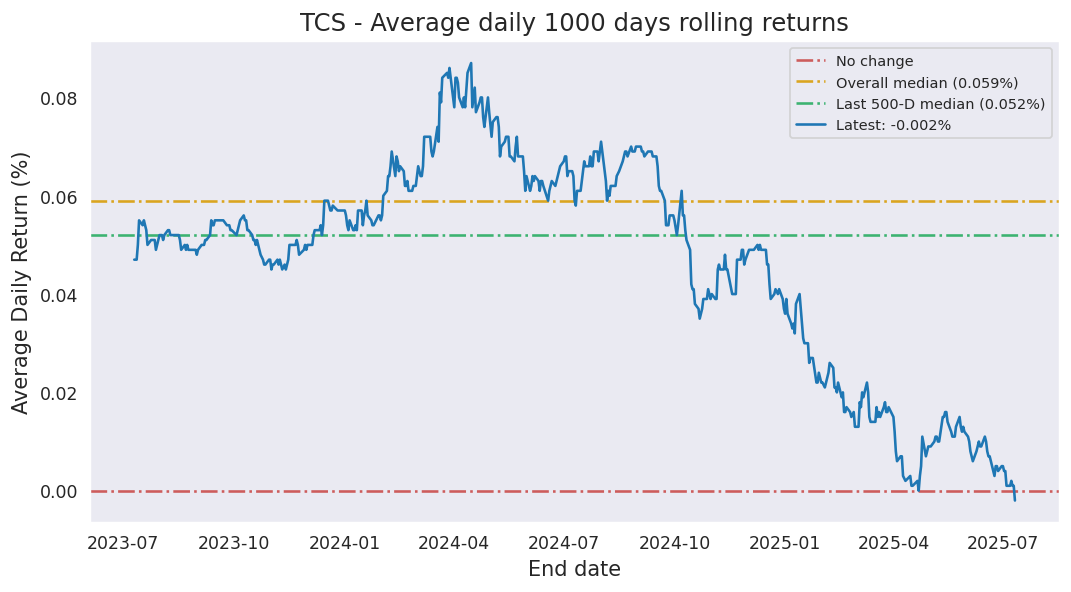 TCS - Average daily 1000 days rolling returns
No change
Overall median (0.059%)
Last 500-D median (0.052%)
Latest: -0.002%
Average Daily Return (%)
0.08
0.06
0.04
0.02
0.00
2023-07 2023-10 2024-01 2024-04 2024-07 2024-10 2025-01 2025-04 2025-07
End date